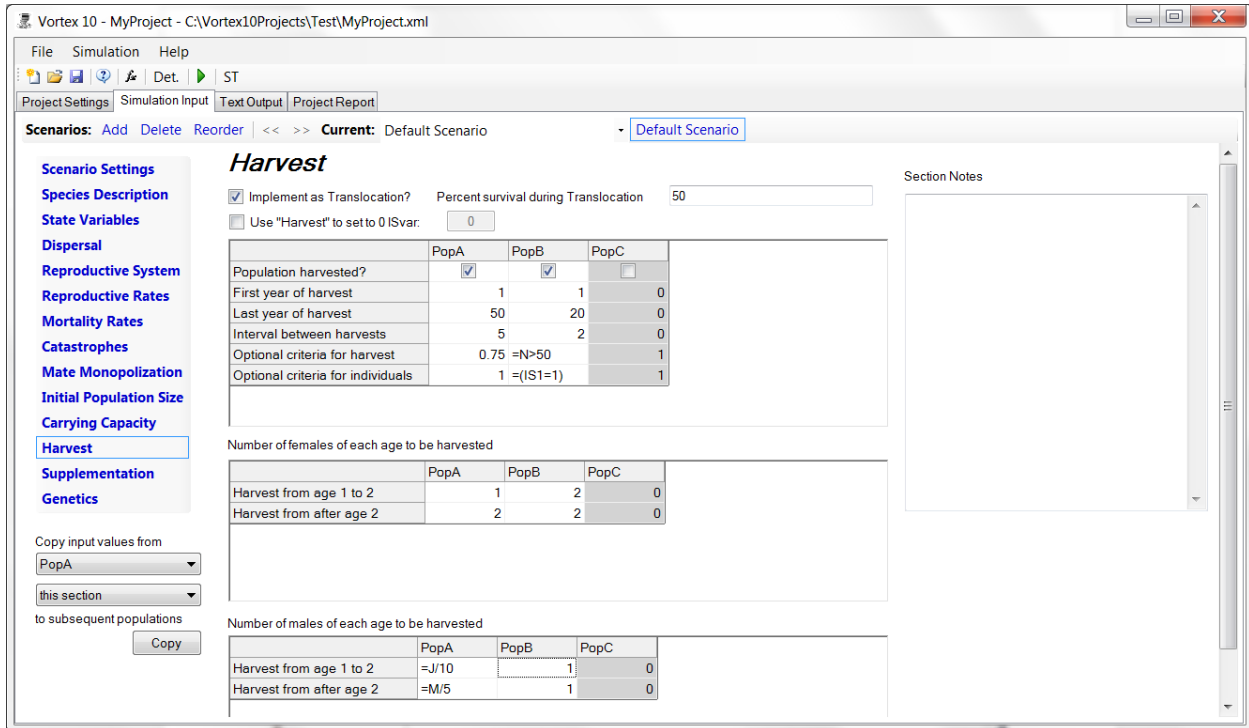 Vortex 10 - MyProject - C:\Vortex10Projects\Test\MyProject.xml
File Simulation Help
fx Det. ST
Project Settings Simulation Input Text Output Project Report
Scenarios: Add Delete Reorder << >> Current: Default Scenario Default Scenario
Scenario Settings
Species Description
State Variables
Dispersal
Reproductive System
Reproductive Rates
Mortality Rates
Catastrophes
Mate Monopolization
Initial Population Size
Carrying Capacity
Harvest
Supplementation
Genetics
Copy input values from
PopA
this section
to subsequent populations
Copy
Harvest
Implement as Translocation? Percent survival during Translocation 50
Use "Harvest" to set to 0 ISvar: 0
PopA PopB PopC
Population harvested?
First year of harvest 1 1 0
Last year of harvest 50 20 0
Interval between harvests 5 2 0
Optional criteria for harvest 0.75 =N>50 1
Optional criteria for individuals 1 =(IS1=1) 1
Number of females of each age to be harvested
PopA PopB PopC
Harvest from age 1 to 2 1 2 0
Harvest from after age 2 2 2 0
Number of males of each age to be harvested
PopA PopB PopC
Harvest from age 1 to 2 =J/10 1 0
Harvest from after age 2 =M/5 1 0
Section Notes